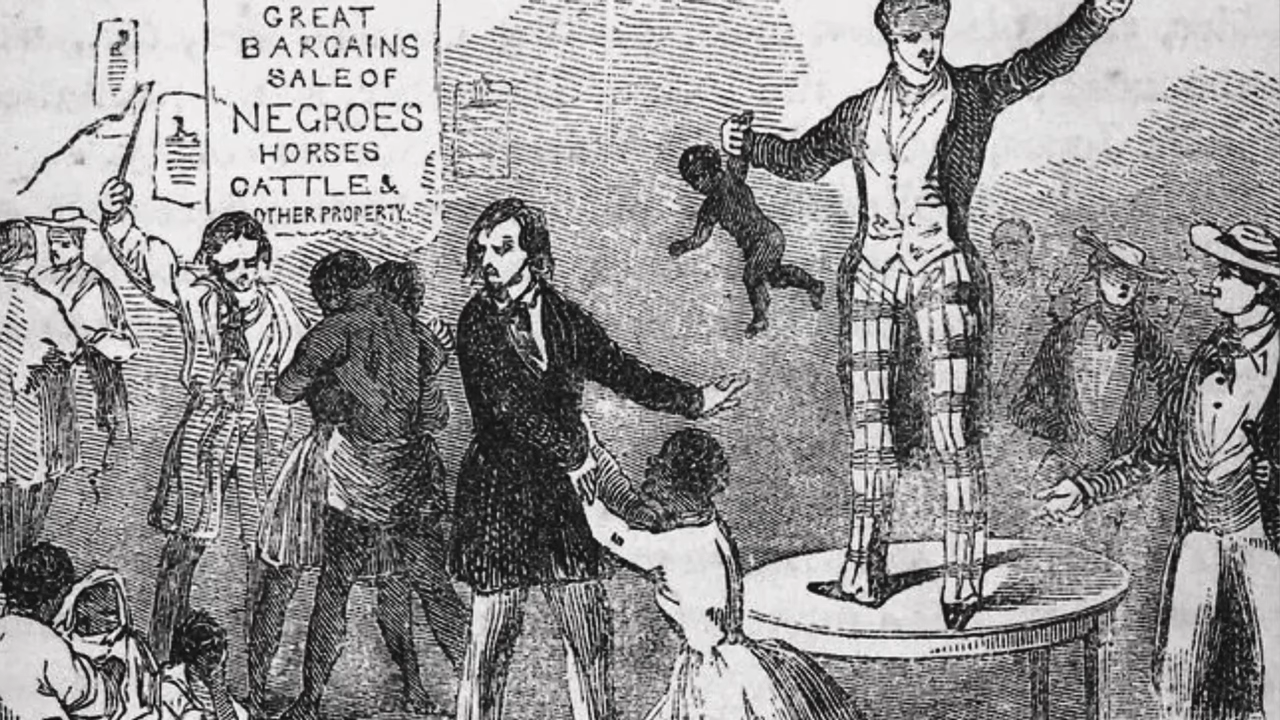 GREAT
BARGAINS
SALE OF
NEGROES
HORSES
CATTLE &
OTHER PROPERTY.